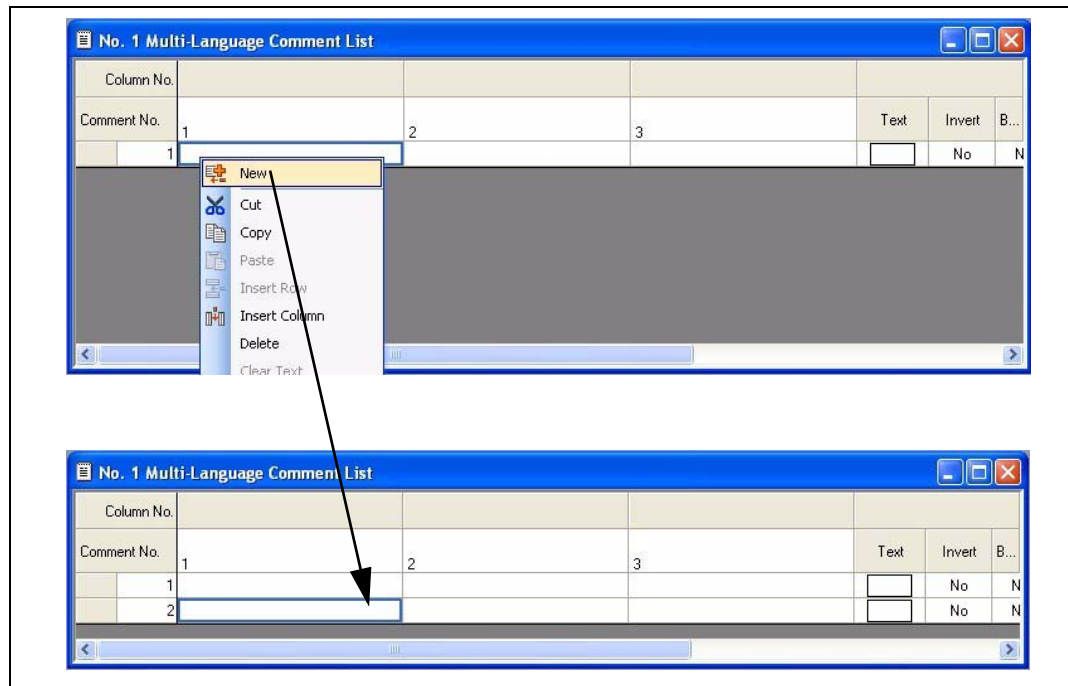 No. 1 Multi-Language Comment List
Column No.
Comment No. 1 2 3 Text Invert B...
1 No N
New
Cut
Copy
Paste
Insert Row
Insert Column
Delete
Clear Text
No. 1 Multi-Language Comment List
Column No.
Comment No. 1 2 3 Text Invert B...
1 No N
2 No N